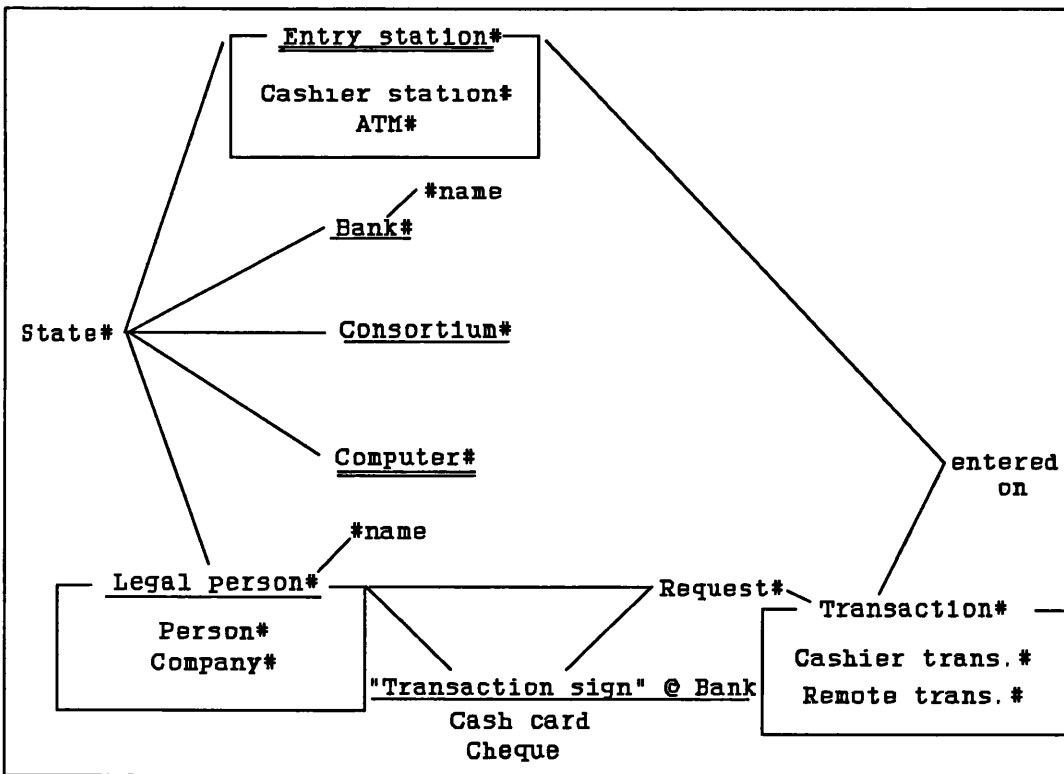 Entry station#
Cashier station#
ATM#
#name
Bank#
State#
Consortium#
Computer#
entered
on
#name
Legal person#
Person#
Company#
Request#
Transaction#
Cashier trans.#
Remote trans.#
"Transaction sign" @ Bank
Cash card
Cheque